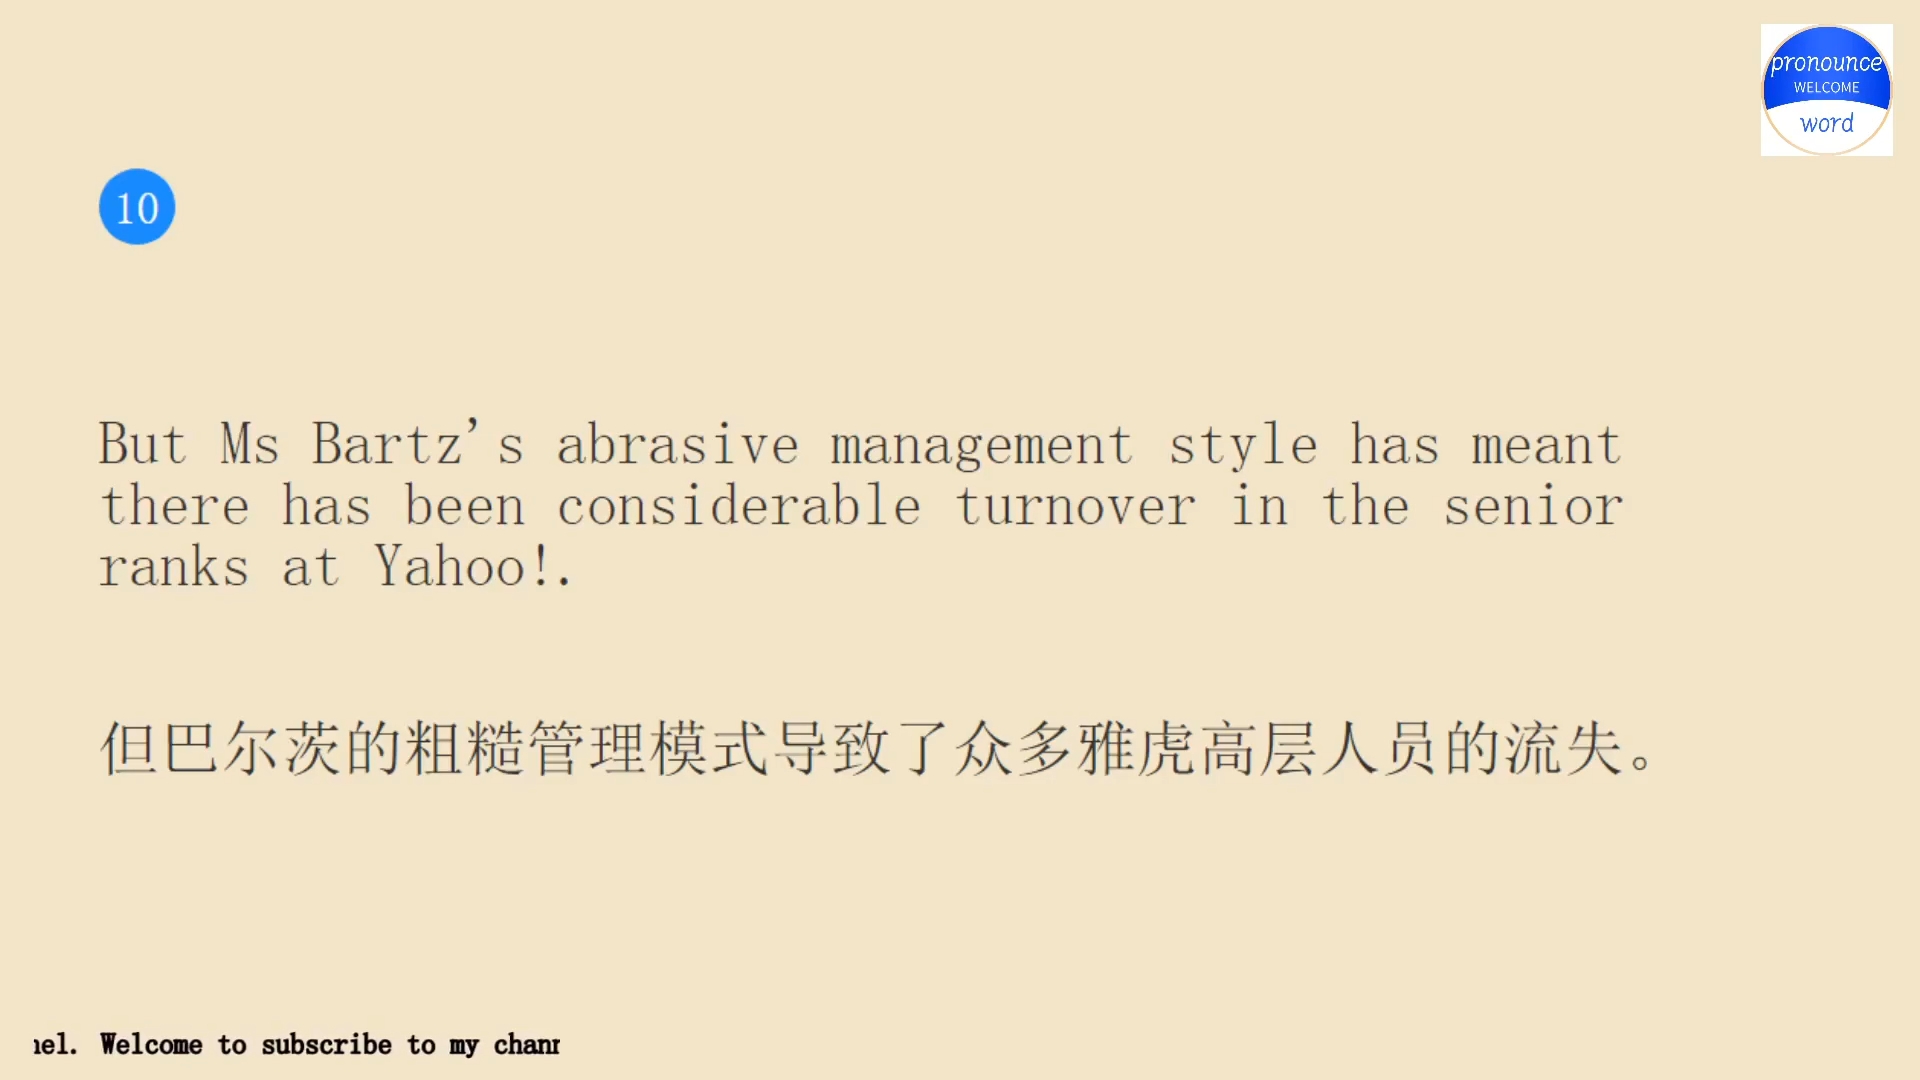 pronounce
WELCOME
word
10
But Ms Bartz's abrasive management style has meant
there has been considerable turnover in the senior
ranks at Yahoo!.
但巴尔茨的粗糙管理模式导致了众多雅虎高层人员的流失。
nel. Welcome to subscribe to my chann